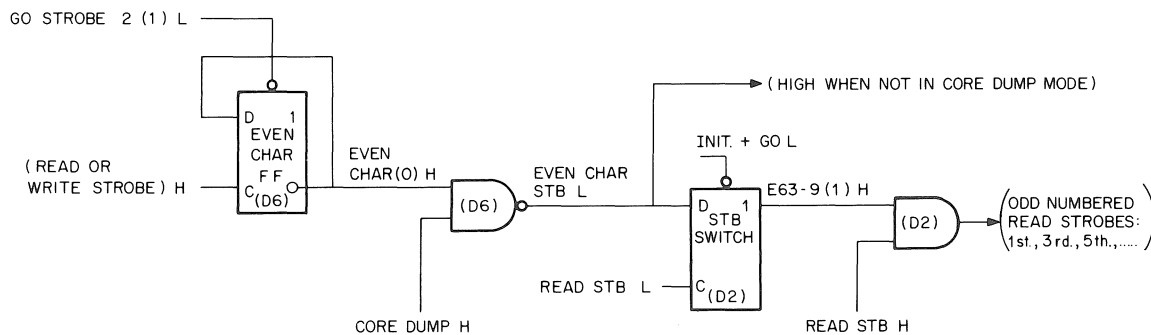 GO STROBE 2 (1) L
D 1
EVEN
CHAR
FF
C (D6)
(READ OR
WRITE STROBE) H
EVEN
CHAR(0) H
(D6)
CORE DUMP H
EVEN CHAR
STB L
(HIGH WHEN NOT IN CORE DUMP MODE)
INIT. + GO L
D 1
STB
SWITCH
C (D2)
READ STB L
E63-9 (1) H
(D2)
READ STB H
(ODD NUMBERED
READ STROBES:
1st., 3rd., 5th.,.....)